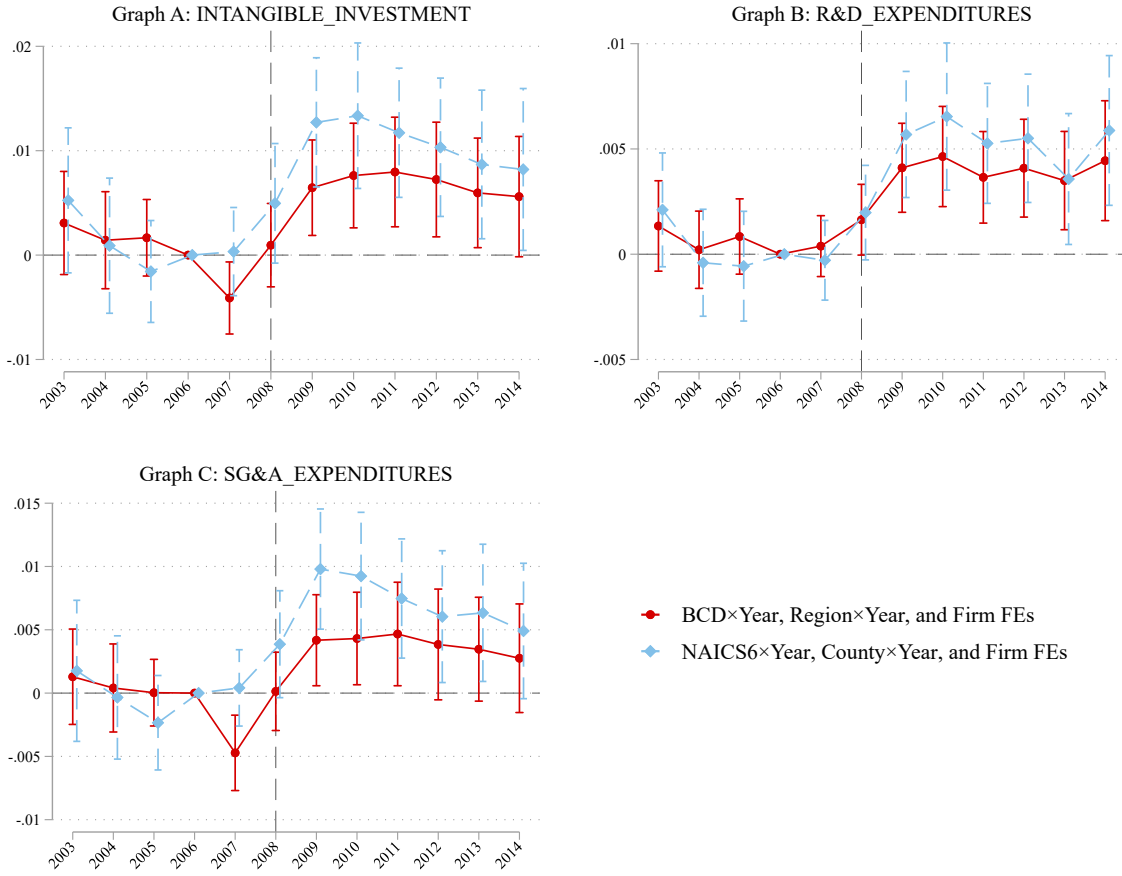 Graph A: INTANGIBLE_INVESTMENT
.02
.01
0
-.01
2003 2004 2005 2006 2007 2008 2009 2010 2011 2012 2013 2014
Graph B: R&D_EXPENDITURES
.01
.005
0
-.005
2003 2004 2005 2006 2007 2008 2009 2010 2011 2012 2013 2014
Graph C: SG&A_EXPENDITURES
.015
.01
.005
0
-.005
-.01
2003 2004 2005 2006 2007 2008 2009 2010 2011 2012 2013 2014
BCD×Year, Region×Year, and Firm FEs
NAICS6×Year, County×Year, and Firm FEs